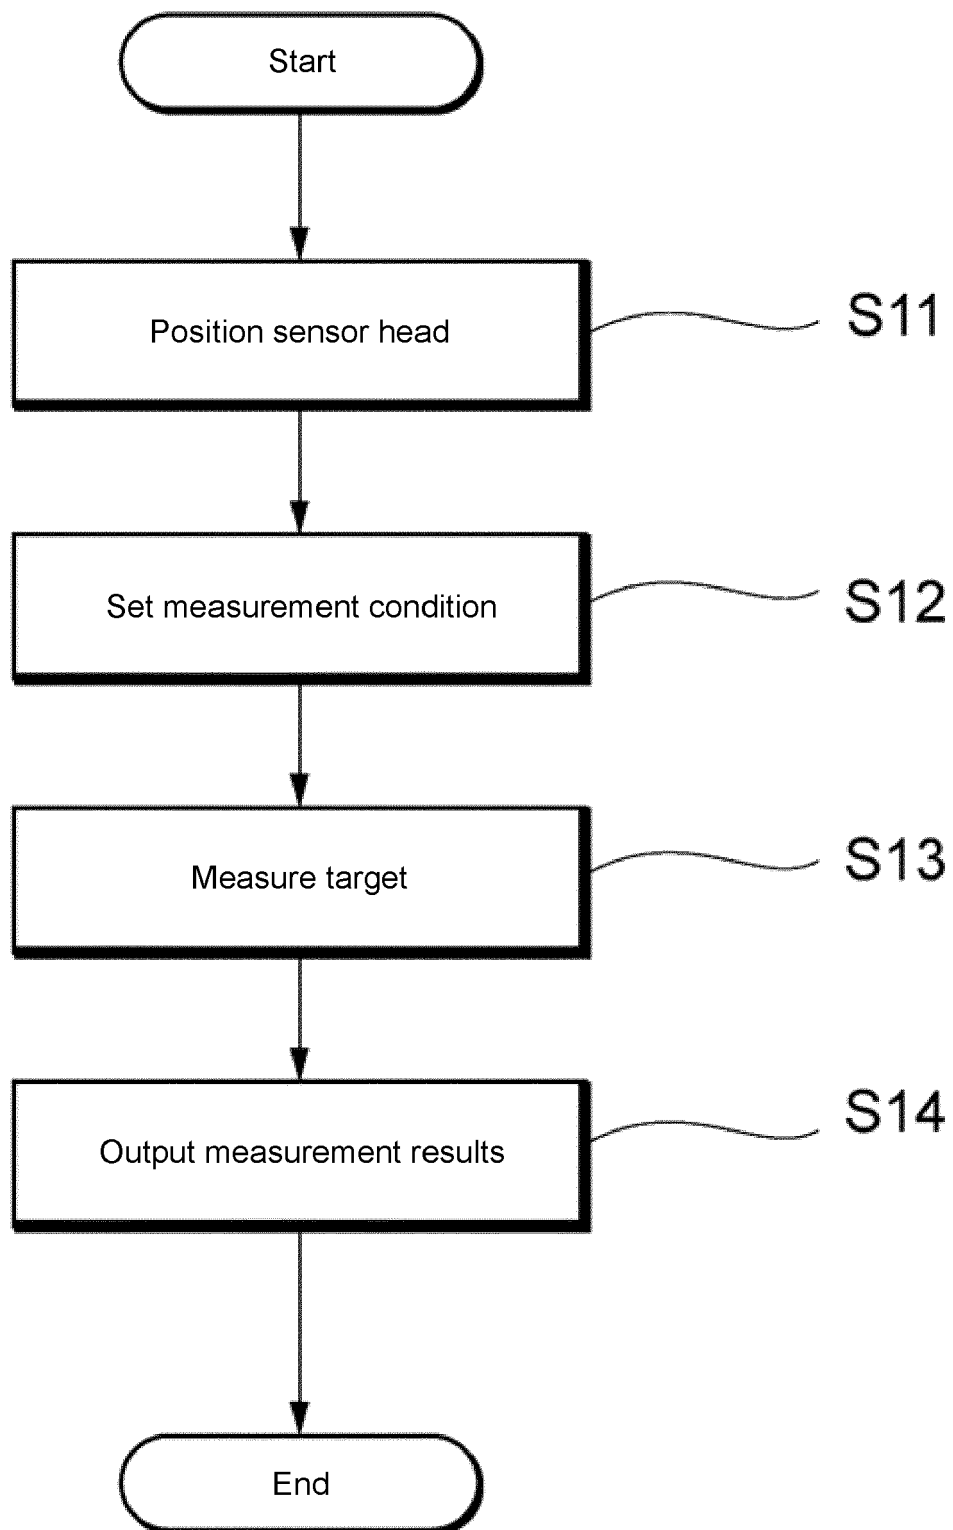 Start
Position sensor head
S11
Set measurement condition
S12
Measure target
S13
Output measurement results
S14
End